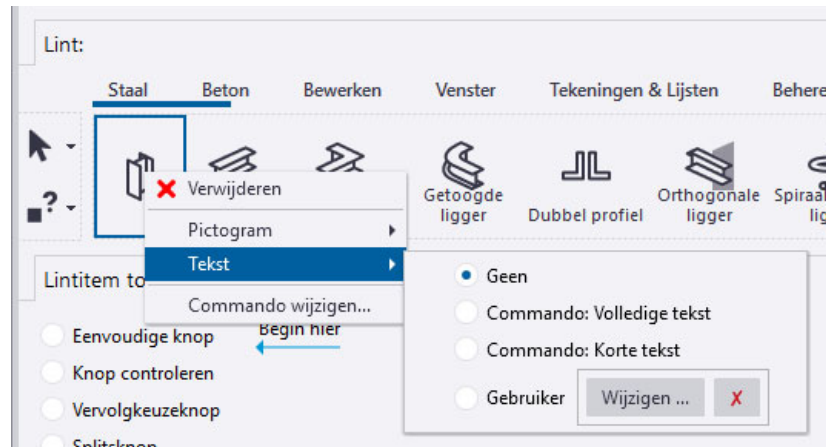 Lint:
Staal Beton Bewerken Venster Tekeningen & Lijsten
Getoogde ligger
Dubbel profiel
Orthogonale ligger
Verwijderen
Pictogram
Tekst
Commando wijzigen...
Geen
Commando: Volledige tekst
Commando: Korte tekst
Gebruiker Wijzigen ... X
Lintitem
Begin hier
Eenvoudige knop
Knop controleren
Vervolgkeuzeknop
Splitsknop